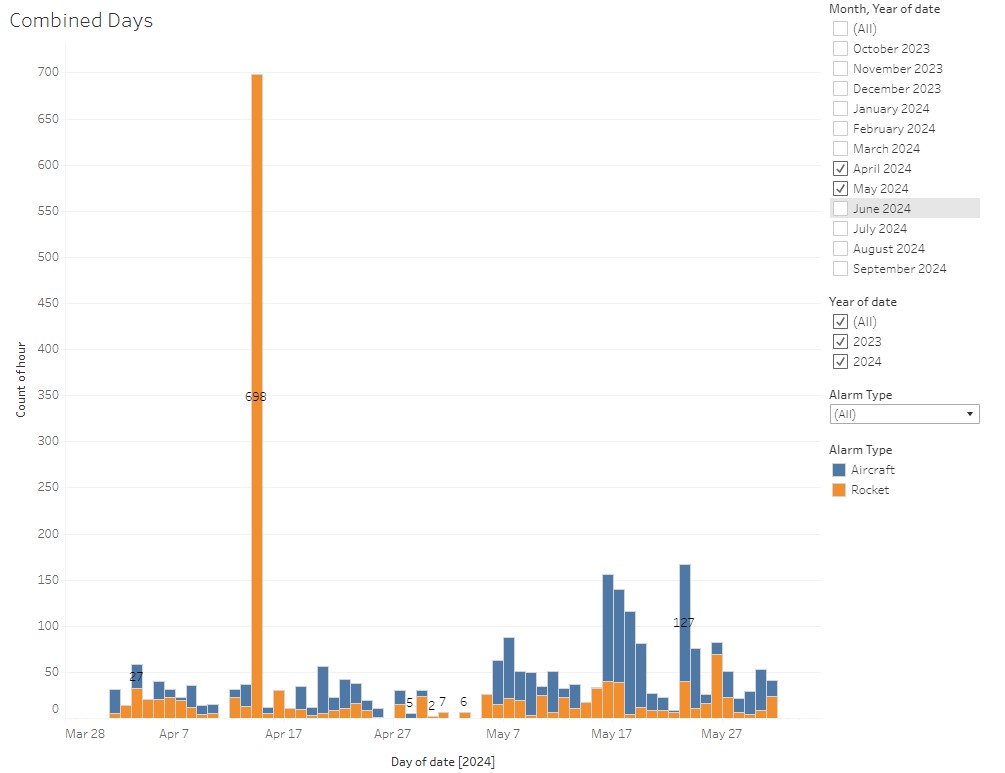 Combined Days
Count of hour
700
650
600
550
500
450
400
350
300
250
200
150
100
50
0
698
27
5
2
7
6
127
Mar 28
Apr 7
Apr 17
Apr 27
May 7
May 17
May 27
Day of date [2024]
Month, Year of date
(All)
October 2023
November 2023
December 2023
January 2024
February 2024
March 2024
April 2024
May 2024
June 2024
July 2024
August 2024
September 2024
Year of date
(All)
2023
2024
Alarm Type
(All)
Alarm Type
Aircraft
Rocket